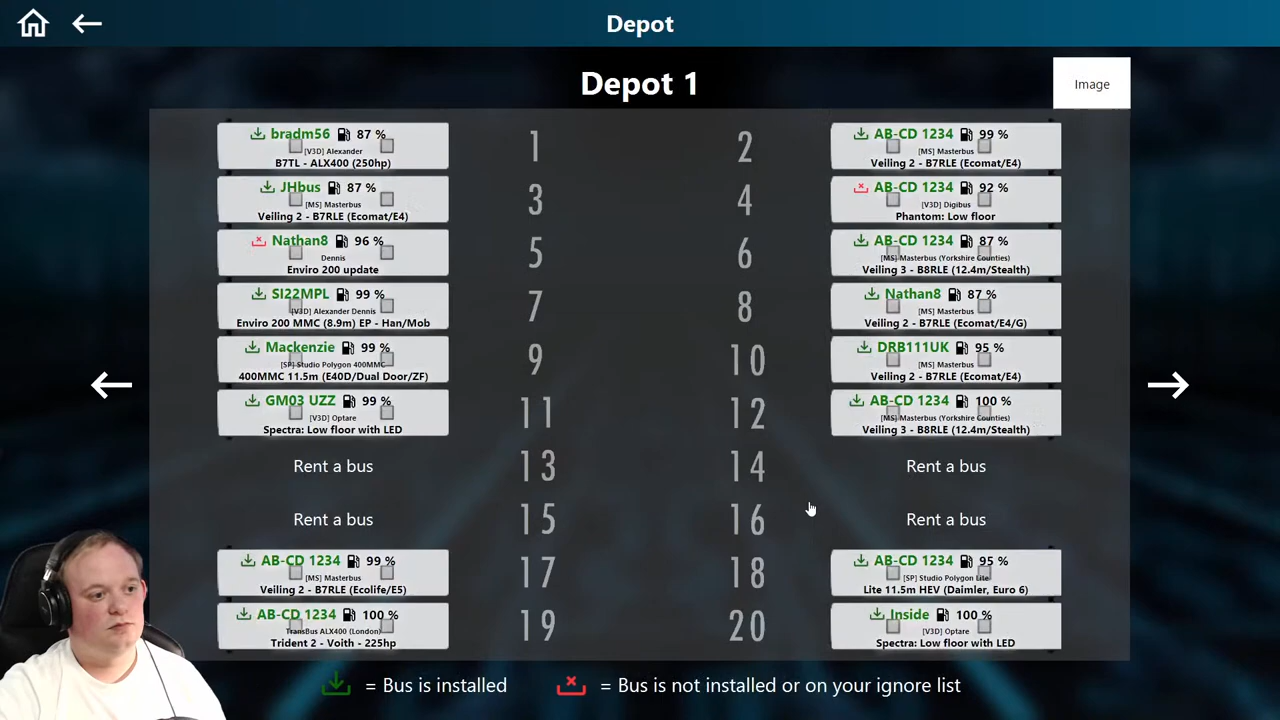 Depot
Depot 1
Image
bradm56 87 %
[V3D] Alexander
B7TL - ALX400 (250hp)
1
2
AB-CD 1234 99 %
[MS] Masterbus
Veiling 2 - B7RLE (Ecomat/E4)
JHbus 87 %
[MS] Masterbus
Veiling 2 - B7RLE (Ecomat/E4)
3
4
AB-CD 1234 92 %
[V3D] Digibus
Phantom: Low floor
Nathan8 96 %
Dennis
Enviro 200 update
5
6
AB-CD 1234 87 %
[MS] Masterbus (Yorkshire Counties)
Veiling 3 - B8RLE (12.4m/Stealth)
SI22MPL 99 %
[V3D] Alexander Dennis
Enviro 200 MMC (8.9m) EP - Han/Mob
7
8
Nathan8 87 %
[MS] Masterbus
Veiling 2 - B7RLE (Ecomat/E4/G)
Mackenzie 99 %
[SP] Studio Polygon 400MMC
400MMC 11.5m (E40D/Dual Door/ZF)
9
10
DRB111UK 95 %
[MS] Masterbus
Veiling 2 - B7RLE (Ecomat/E4)
GM03 UZZ 99 %
[V3D] Optare
Spectra: Low floor with LED
11
12
AB-CD 1234 100 %
[MS] Masterbus (Yorkshire Counties)
Veiling 3 - B8RLE (12.4m/Stealth)
Rent a bus
13
14
Rent a bus
Rent a bus
15
16
Rent a bus
AB-CD 1234 99 %
[MS] Masterbus
Veiling 2 - B7RLE (Ecolife/E5)
17
18
AB-CD 1234 95 %
[SP] Studio Polygon Lite
Lite 11.5m HEV (Daimler, Euro 6)
AB-CD 1234 100 %
TransBus ALX400 (London)
Trident 2 - Voith - 225hp
19
20
Inside 100 %
[V3D] Optare
Spectra: Low floor with LED
= Bus is installed
= Bus is not installed or on your ignore list